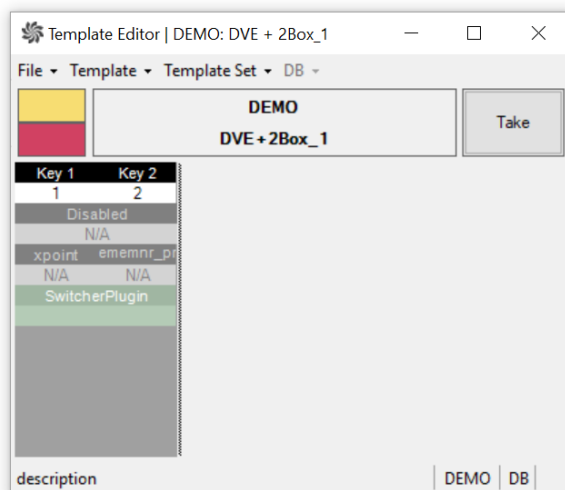 Template Editor | DEMO: DVE + 2Box_1
File Template Template Set DB
DEMO
DVE+2Box_1
Take
Key 1 Key 2
1 2
Disabled
N/A
xpoint ememnr_pr
N/A N/A
SwitcherPlugin
description DEMO DB